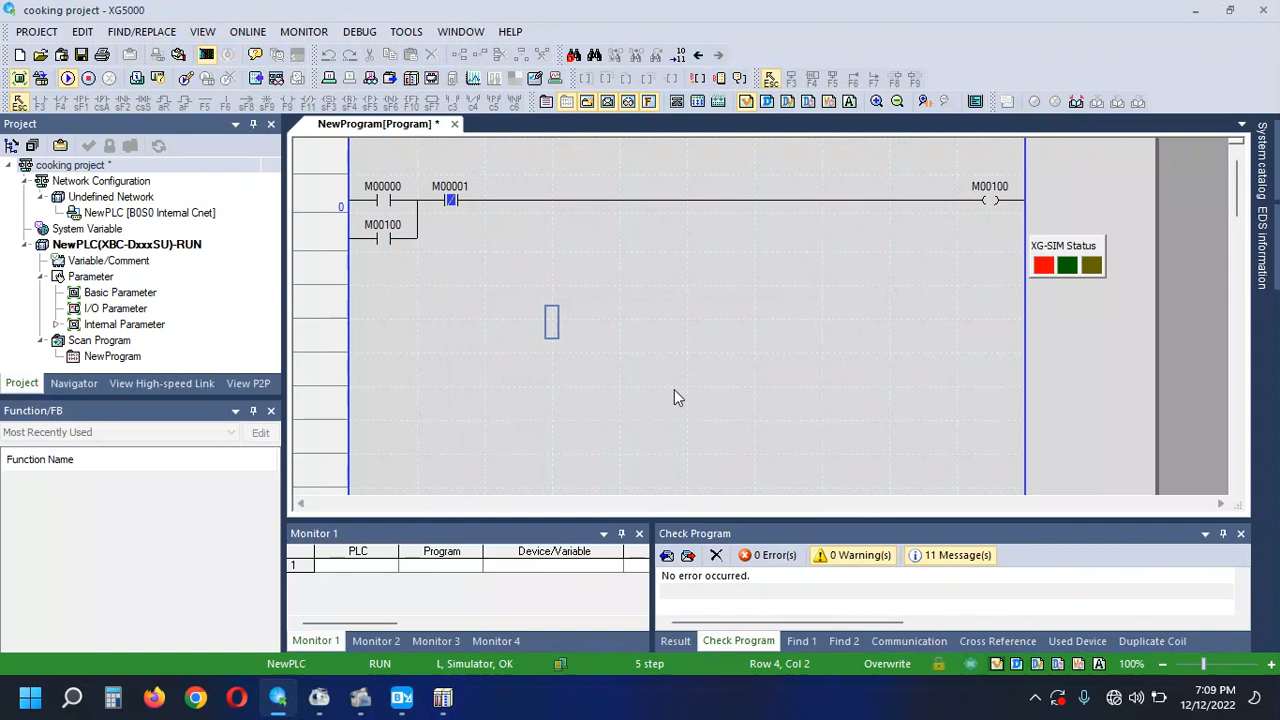 cooking project - XG5000
PROJECT EDIT FIND/REPLACE VIEW ONLINE MONITOR DEBUG TOOLS WINDOW HELP
Project
NewProgram[Program] *
cooking project *
Network Configuration
Undefined Network
NewPLC [B0S0 Internal Cnet]
System Variable
NewPLC(XBC-DxxxSU)-RUN
Variable/Comment
Parameter
Basic Parameter
I/O Parameter
Internal Parameter
Scan Program
NewProgram
Project Navigator View High-speed Link View P2P
Function/FB
Most Recently Used Edit
Function Name
M00000 M00001 M00100
0
M00100
XG-SIM Status
System catalog
EDS information
Monitor 1
PLC Program Device/Variable
1
Monitor 1 Monitor 2 Monitor 3 Monitor 4
Check Program
0 Error(s) 0 Warning(s) 11 Message(s)
No error occurred.
Result Check Program Find 1 Find 2 Communication Cross Reference Used Device Duplicate Coil
NewPLC RUN L, Simulator, OK 5 step Row 4, Col 2 Overwrite 100%
7:09 PM
12/12/2022